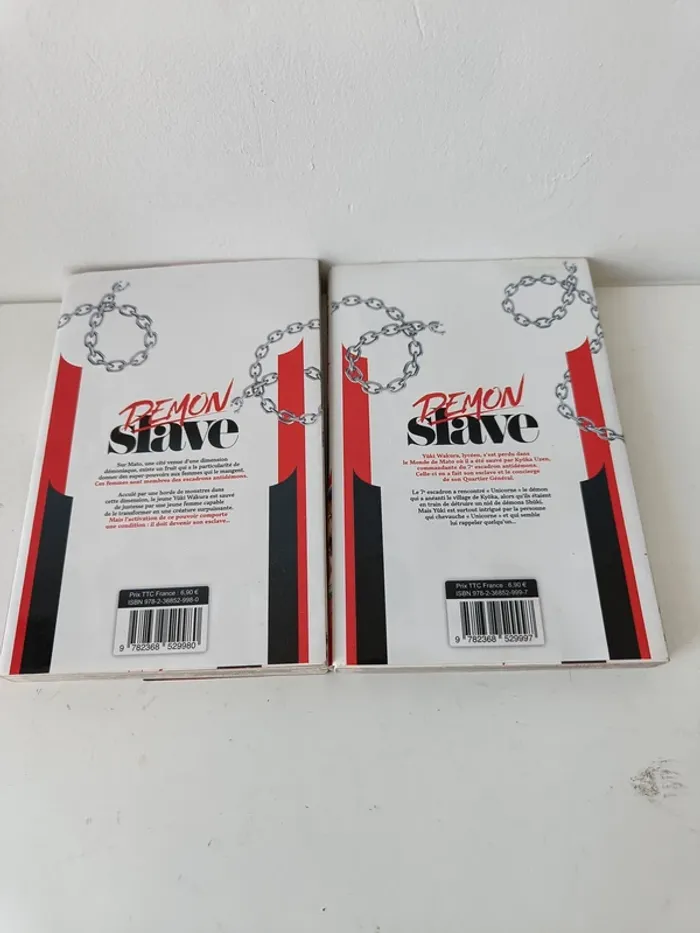 DEMON
slave
Sur Mato, une cité venue d'une dimension
démoniaque, existe un fruit qui a la particularité de
donner des super-pouvoirs aux femmes qui le mangent.
Ces femmes sont membres des escadrons antidémons.
Acculé par une horde de monstres dans
cette dimension, le jeune Yûki Wakura est sauvé
de justesse par une jeune femme capable
de le transformer en une créature surpuissante.
Mais l'activation de ce pouvoir comporte
une condition : il doit devenir son esclave...
Prix TTC France : 6,90 €
ISBN 978-2-36852-998-0
9 782368 529980
DEMON
slave
Yûki Wakura, lycéen, s'est perdu dans
le Monde de Mato où il a été sauvé par Kyôka Uzen,
commandante du 7e escadron antidémons.
Celle-ci en a fait son esclave et le concierge
de son Quartier Général.
Le 7e escadron a rencontré « Unicorse » le démon
qui a anéanti le village de Kyôka, alors qu'ils étaient
en train de détruire un nid de démons Shûki.
Mais Yûki est surtout intrigué par la personne
qui chevauche « Unicorse » et qui semble
lui rappeler quelqu'un...
Prix TTC France : 6,90 €
ISBN 978-2-36852-999-7
9 782368 529997